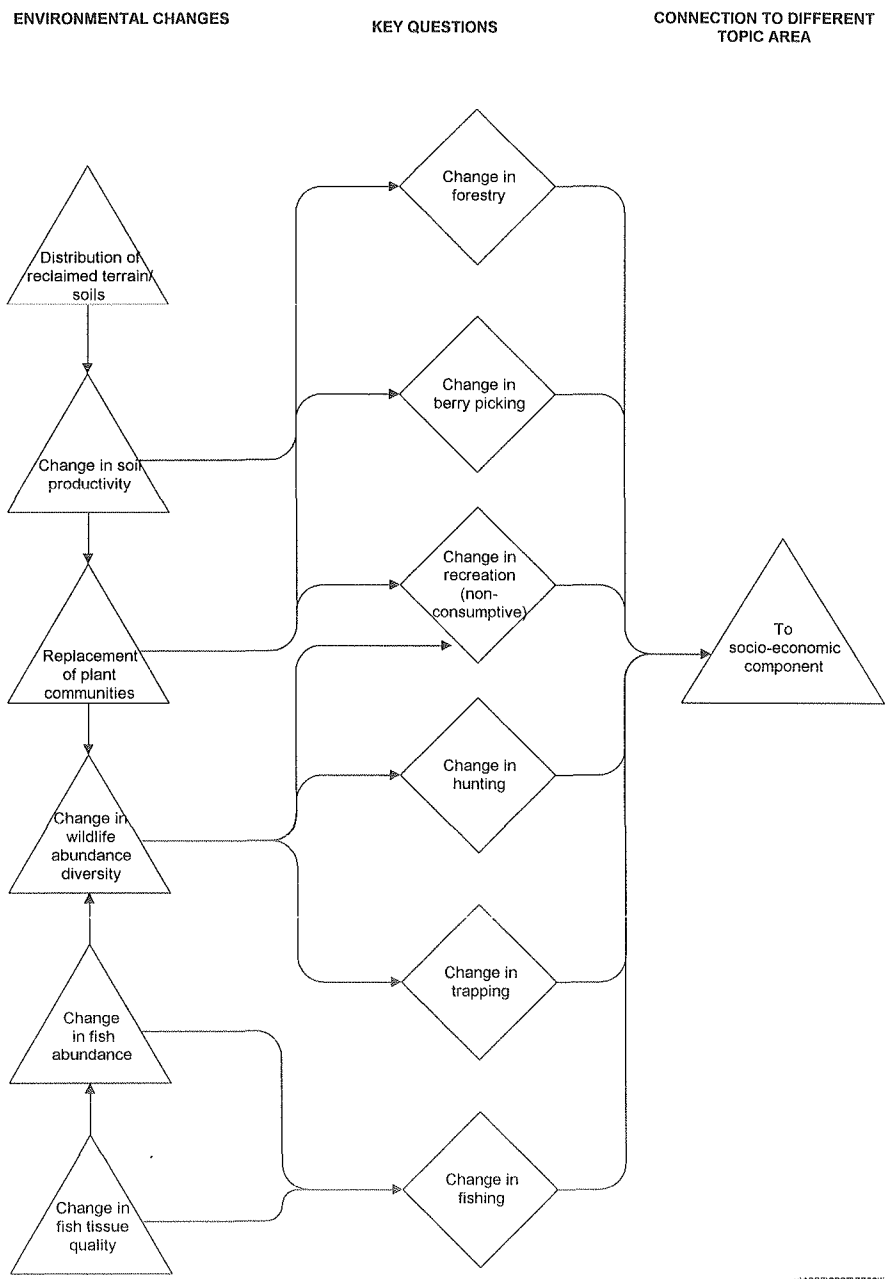 ENVIRONMENTAL CHANGES
KEY QUESTIONS
CONNECTION TO DIFFERENT
TOPIC AREA
Distribution of
reclaimed terrain/
soils
Change in soil
productivity
Replacement
of plant
communities
Change in
wildlife
abundance
diversity
Change
in fish
abundance
Change in
fish tissue
quality
Change in
forestry
Change in
berry picking
Change in
recreation
(non-
consumptive)
Change in
hunting
Change in
trapping
Change in
fishing
To
socio-economic
component